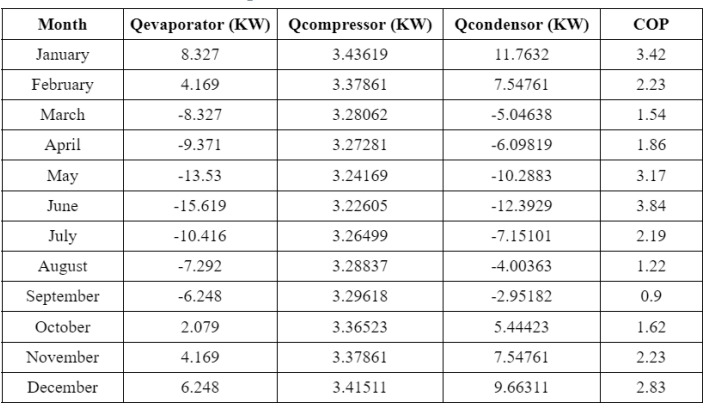 Month Qevaporator (KW) Qcompressor (KW) Qcondensor (KW) COP
January 8.327 3.43619 11.7632 3.42
February 4.169 3.37861 7.54761 2.23
March -8.327 3.28062 -5.04638 1.54
April -9.371 3.27281 -6.09819 1.86
May -13.53 3.24169 -10.2883 3.17
June -15.619 3.22605 -12.3929 3.84
July -10.416 3.26499 -7.15101 2.19
August -7.292 3.28837 -4.00363 1.22
September -6.248 3.29618 -2.95182 0.9
October 2.079 3.36523 5.44423 1.62
November 4.169 3.37861 7.54761 2.23
December 6.248 3.41511 9.66311 2.83